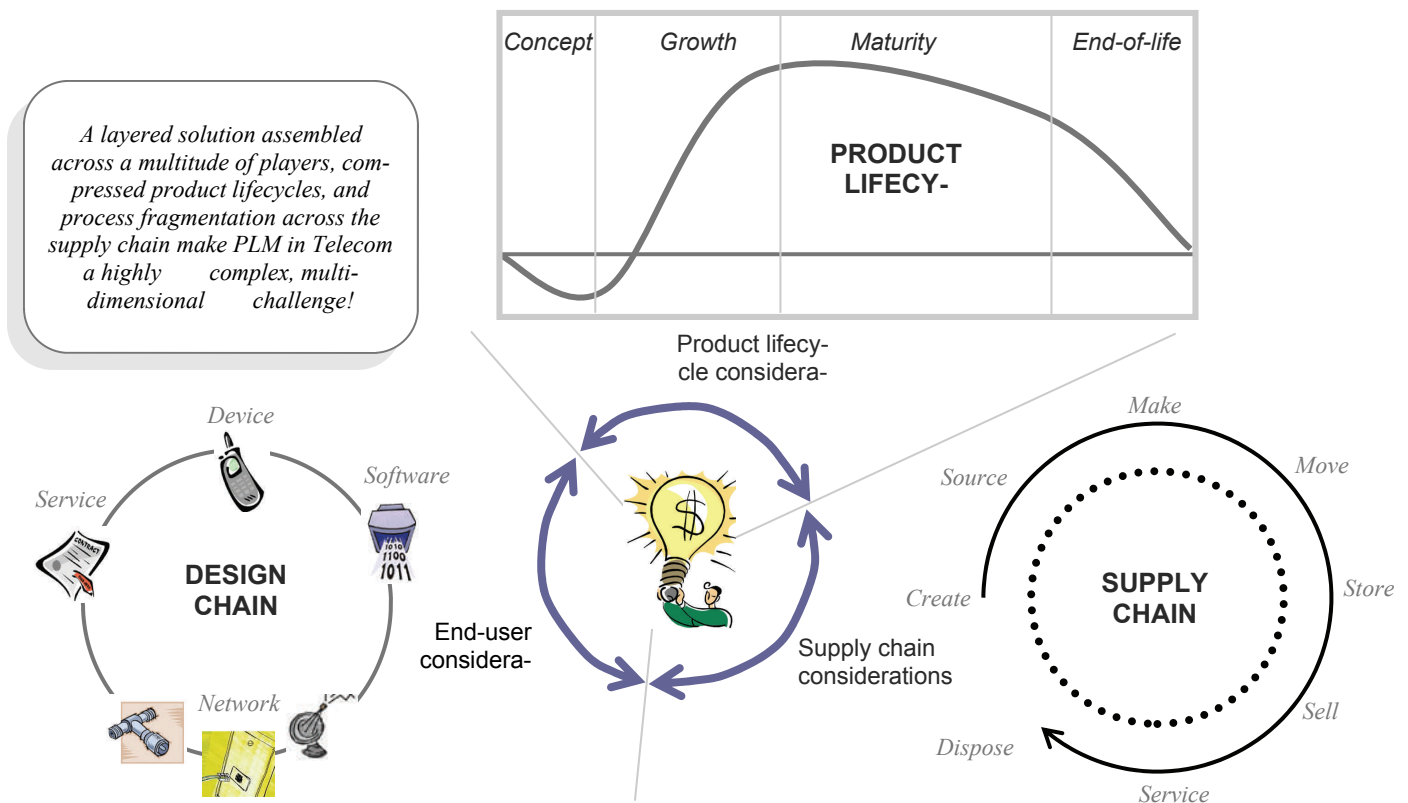 Concept
Growth
Maturity
End-of-life
A layered solution assembled
across a multitude of players, com-
pressed product lifecycles, and
process fragmentation across the
supply chain make PLM in Telecom
a highly complex, multi-
dimensional challenge!
PRODUCT
LIFECY-
Product lifecy-
cle considera-
Device
Software
Service
CONTRACT
1010
1100
1011
DESIGN
CHAIN
Network
$
End-user
considera-
Supply chain
considerations
Make
Source
Move
Create
SUPPLY
CHAIN
Store
Sell
Dispose
Service